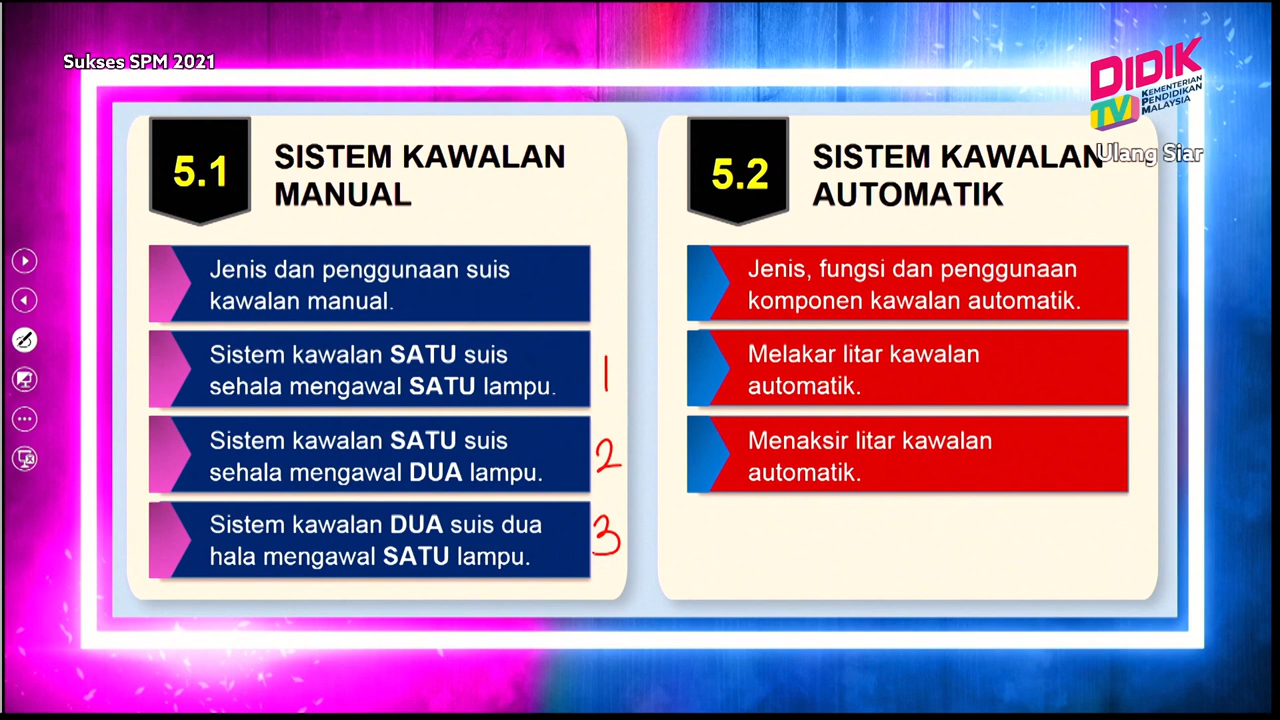 Sukses SPM 2021
DIDIK
TV
KEMENTERIAN
PENDIDIKAN
MALAYSIA
Ulang Siar
5.1
SISTEM KAWALAN
MANUAL
Jenis dan penggunaan suis
kawalan manual.
Sistem kawalan SATU suis
sehala mengawal SATU lampu.
1
Sistem kawalan SATU suis
sehala mengawal DUA lampu.
2
Sistem kawalan DUA suis dua
hala mengawal SATU lampu.
3
5.2
SISTEM KAWALAN
AUTOMATIK
Jenis, fungsi dan penggunaan
komponen kawalan automatik.
Melakar litar kawalan
automatik.
Menaksir litar kawalan
automatik.